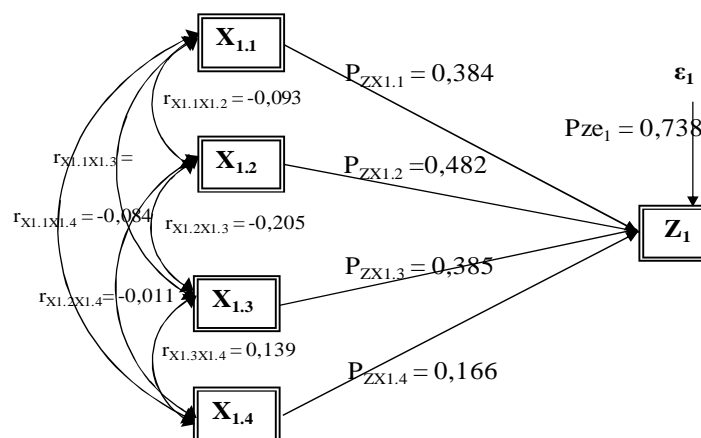 X1.1
PZX1.1 = 0,384
ε1
rX1.1X1.2 = -0,093
Pze1 = 0,738
X1.2
rX1.1X1.3 =
PZX1.2 = 0,482
rX1.1X1.4 = -0,084
rX1.2X1.3 = -0,205
Z1
PZX1.3 = 0,385
rX1.2X1.4 = -0,011
X1.3
rX1.3X1.4 = 0,139
PZX1.4 = 0,166
X1.4